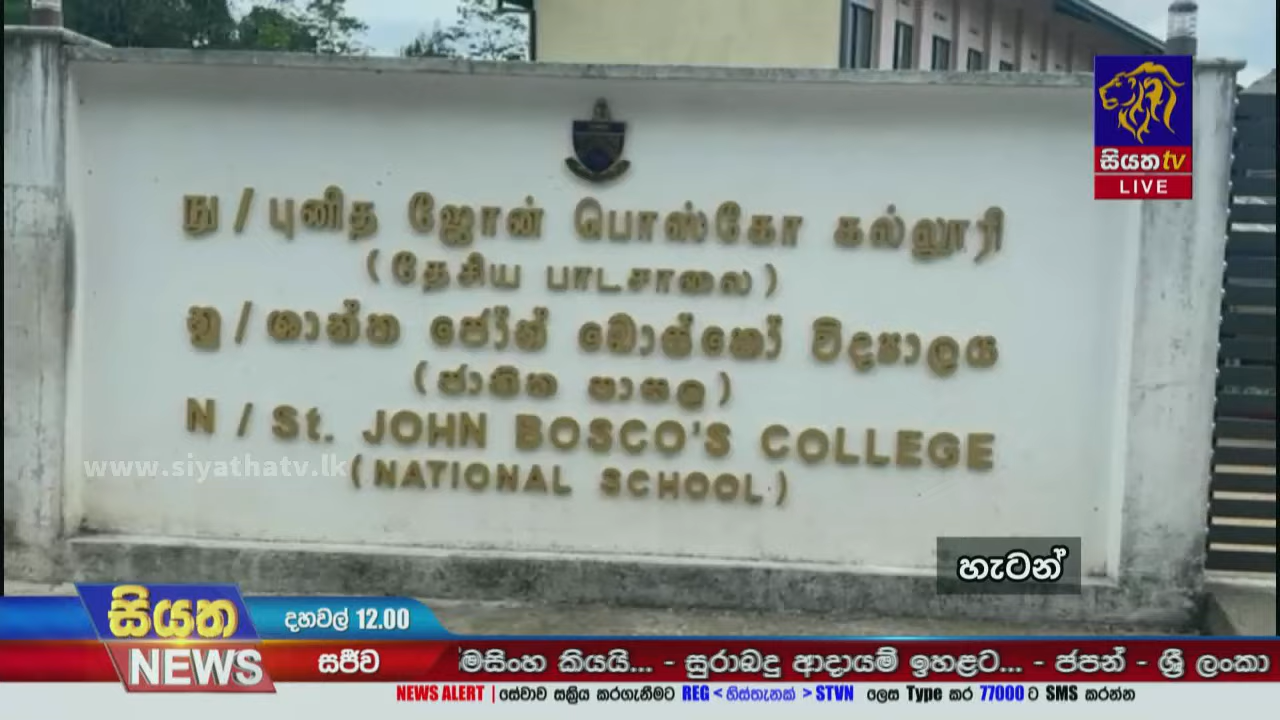 සියත tv
LIVE
நு / புனித ஜோன் பொஸ்கோ கல்லூரி
(தேசிய பாடசாலை)
නු / ශාන්ත ජෝන් බොස්කෝ විද්‍යාලය
(ජාතික පාසල)
N / St. JOHN BOSCO'S COLLEGE
(NATIONAL SCHOOL)
www.siyathatv.lk
හැටන්
සියත
NEWS
දහවල් 12.00
සජීව
මසිංහ කියයි... - සුරාබදු ආදායම් ඉහළට... - ජපන් - ශ්‍රී ලංකා
NEWS ALERT | සේවාව සක්‍රිය කරගැනීමට REG < හිස්තැනක් > STVN ලෙස Type කර 77000 ට SMS කරන්න